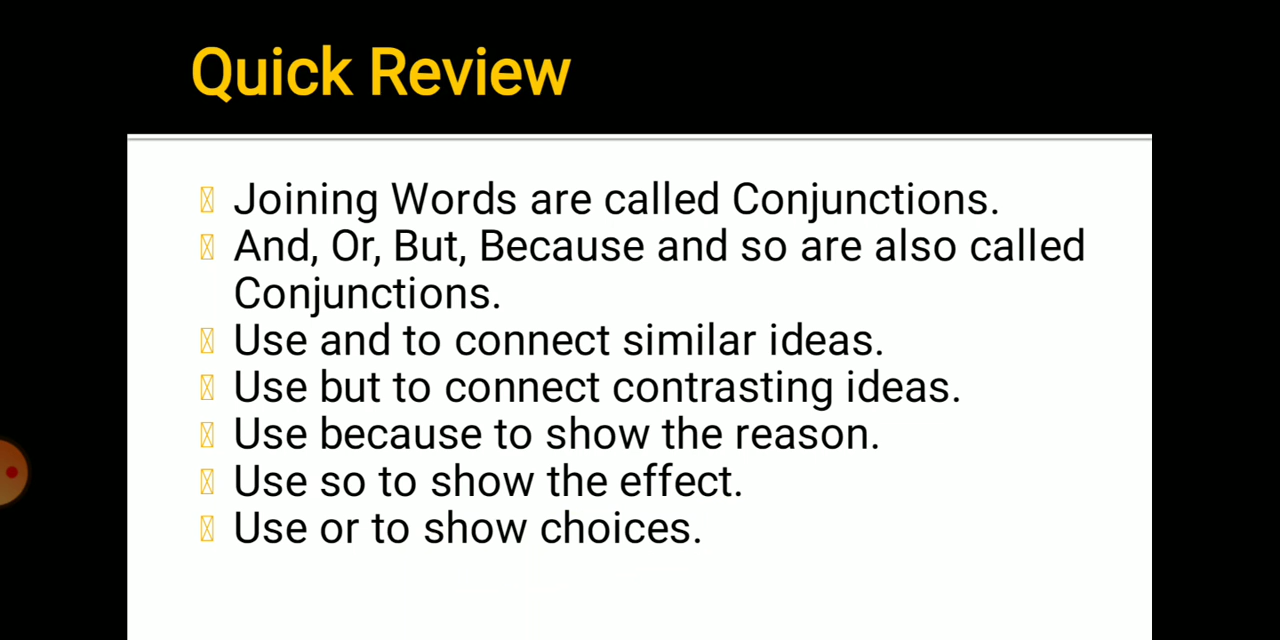 Quick Review
Joining Words are called Conjunctions.
And, Or, But, Because and so are also called
Conjunctions.
Use and to connect similar ideas.
Use but to connect contrasting ideas.
Use because to show the reason.
Use so to show the effect.
Use or to show choices.